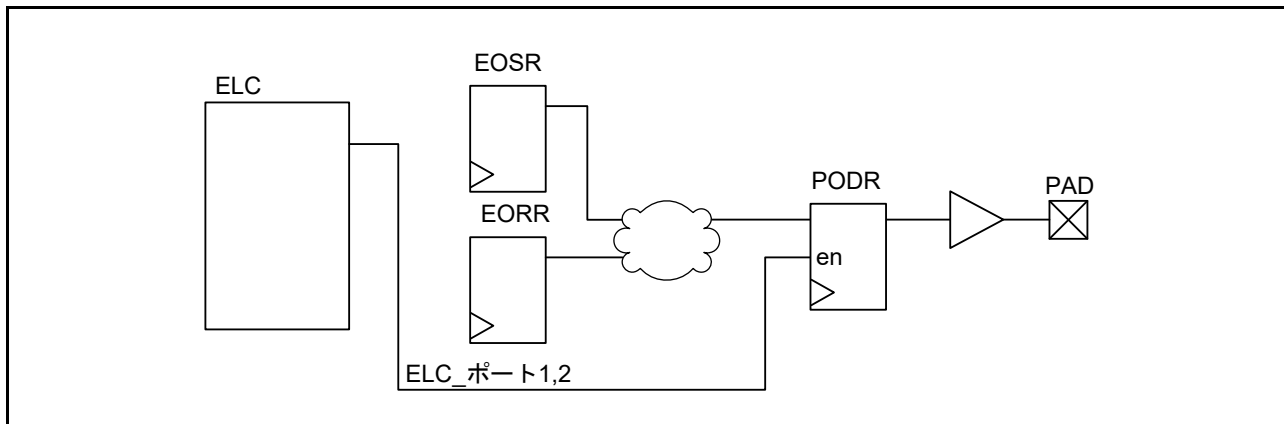 EOSR
ELC
EORR
PODR
PAD
en
ELC_ポート1,2